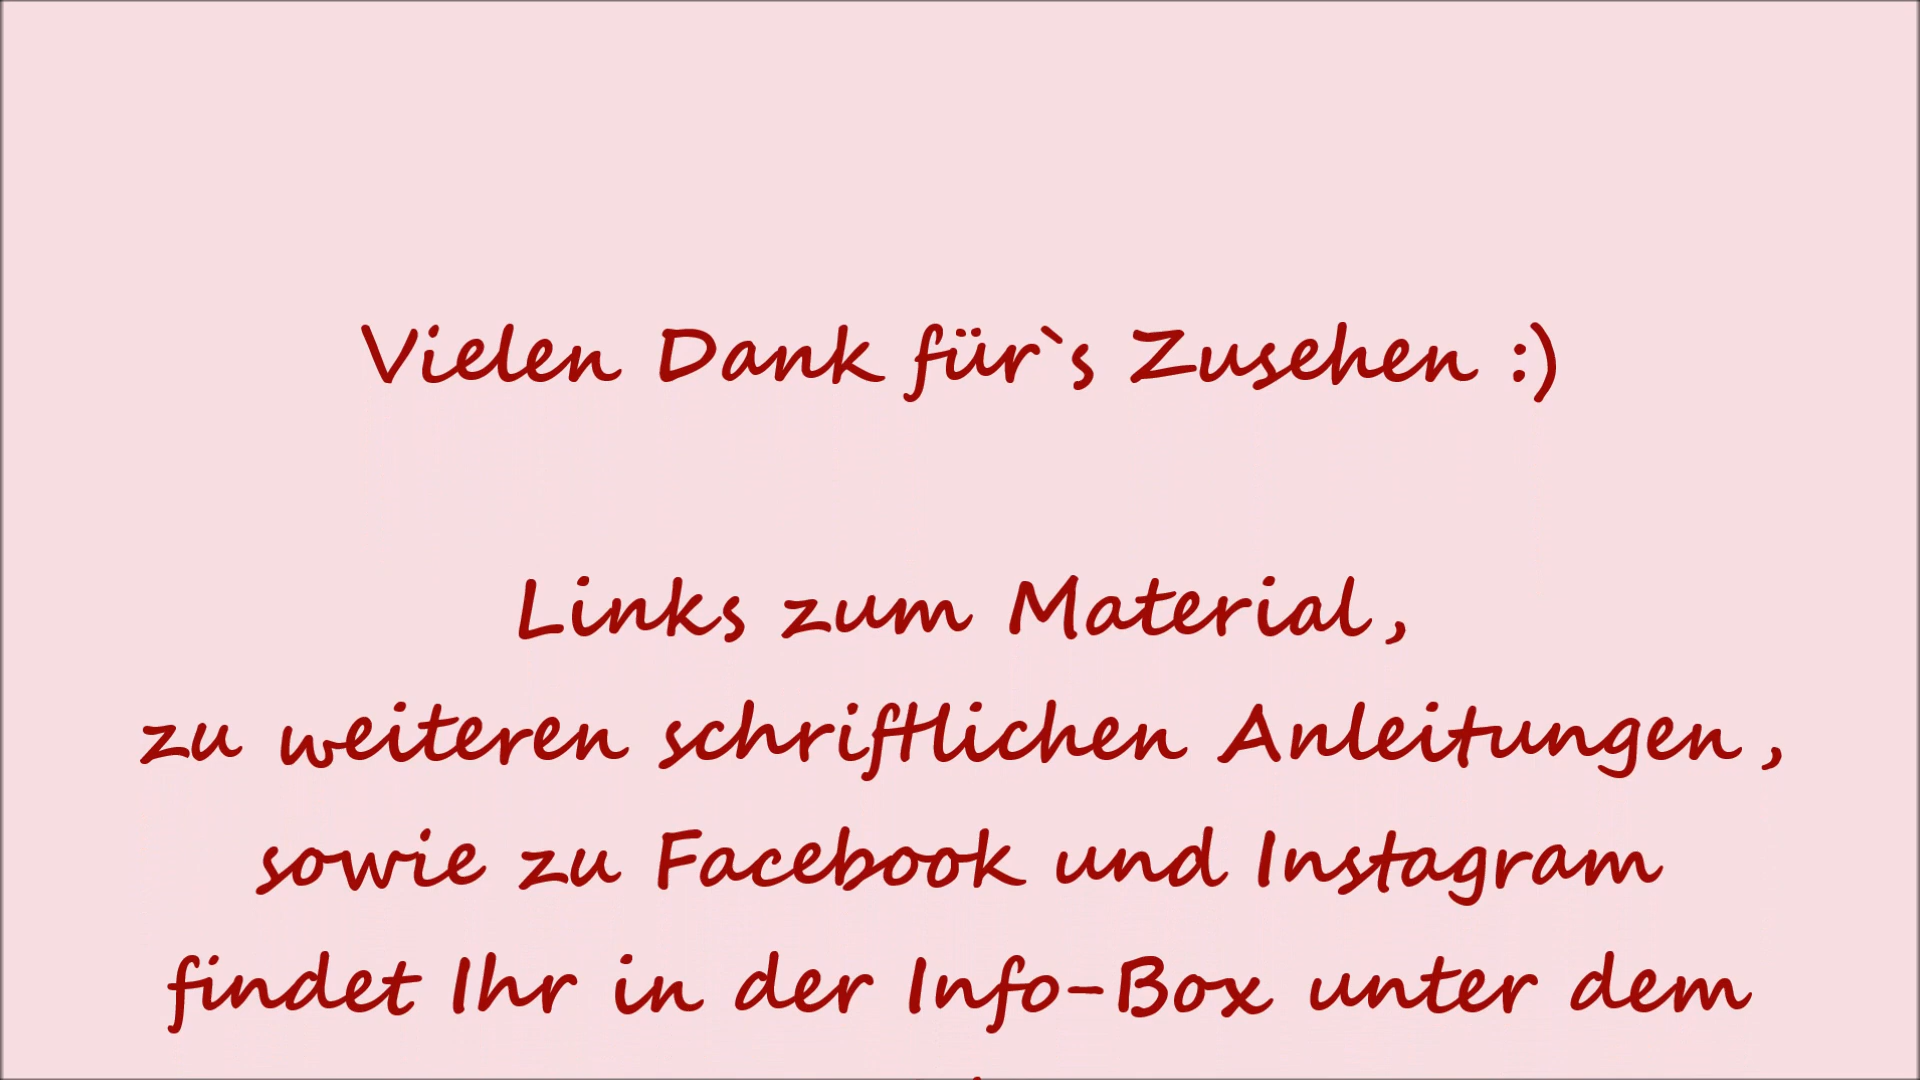 Vielen Dank für`s Zusehen :)
Links zum Material,
zu weiteren schriftlichen Anleitungen,
sowie zu Facebook und Instagram
findet Ihr in der Info-Box unter dem